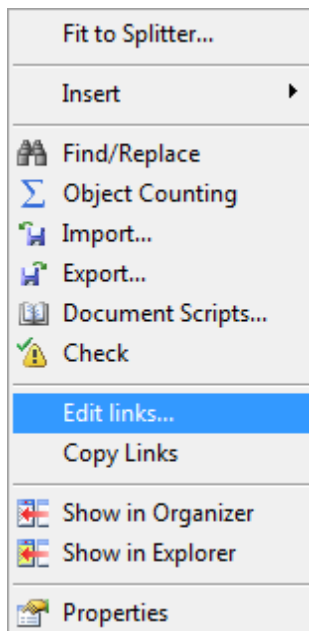 Fit to Splitter...
Insert
Find/Replace
Object Counting
Import...
Export...
Document Scripts...
Check
Edit links...
Copy Links
Show in Organizer
Show in Explorer
Properties